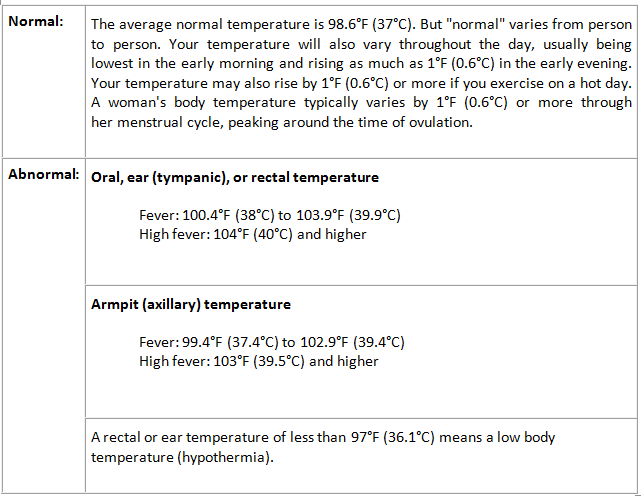 Normal:
The average normal temperature is 98.6°F (37°C). But "normal" varies from person
to person. Your temperature will also vary throughout the day, usually being
lowest in the early morning and rising as much as 1°F (0.6°C) in the early evening.
Your temperature may also rise by 1°F (0.6°C) or more if you exercise on a hot day.
A woman's body temperature typically varies by 1°F (0.6°C) or more through
her menstrual cycle, peaking around the time of ovulation.
Abnormal:
Oral, ear (tympanic), or rectal temperature
Fever: 100.4°F (38°C) to 103.9°F (39.9°C)
High fever: 104°F (40°C) and higher
Armpit (axillary) temperature
Fever: 99.4°F (37.4°C) to 102.9°F (39.4°C)
High fever: 103°F (39.5°C) and higher
A rectal or ear temperature of less than 97°F (36.1°C) means a low body
temperature (hypothermia).